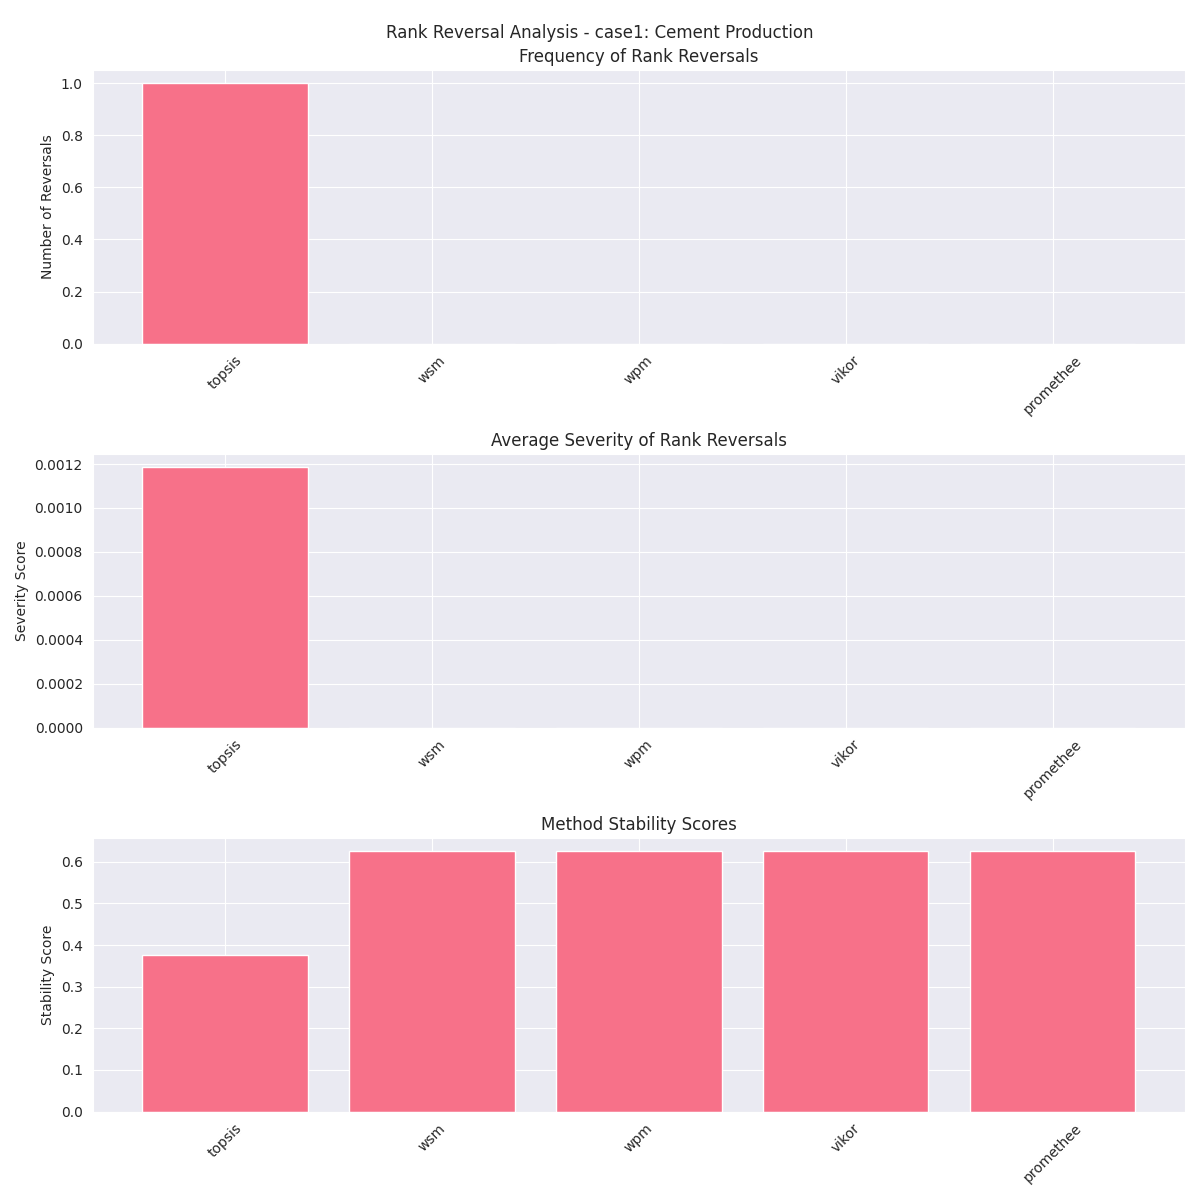 Rank Reversal Analysis - case1: Cement Production
Frequency of Rank Reversals
Number of Reversals
1.0
0.8
0.6
0.4
0.2
0.0
topsis
wsm
wpm
vikor
promethee
Average Severity of Rank Reversals
Severity Score
0.0012
0.0010
0.0008
0.0006
0.0004
0.0002
0.0000
topsis
wsm
wpm
vikor
promethee
Method Stability Scores
Stability Score
0.6
0.5
0.4
0.3
0.2
0.1
0.0
topsis
wsm
wpm
vikor
promethee